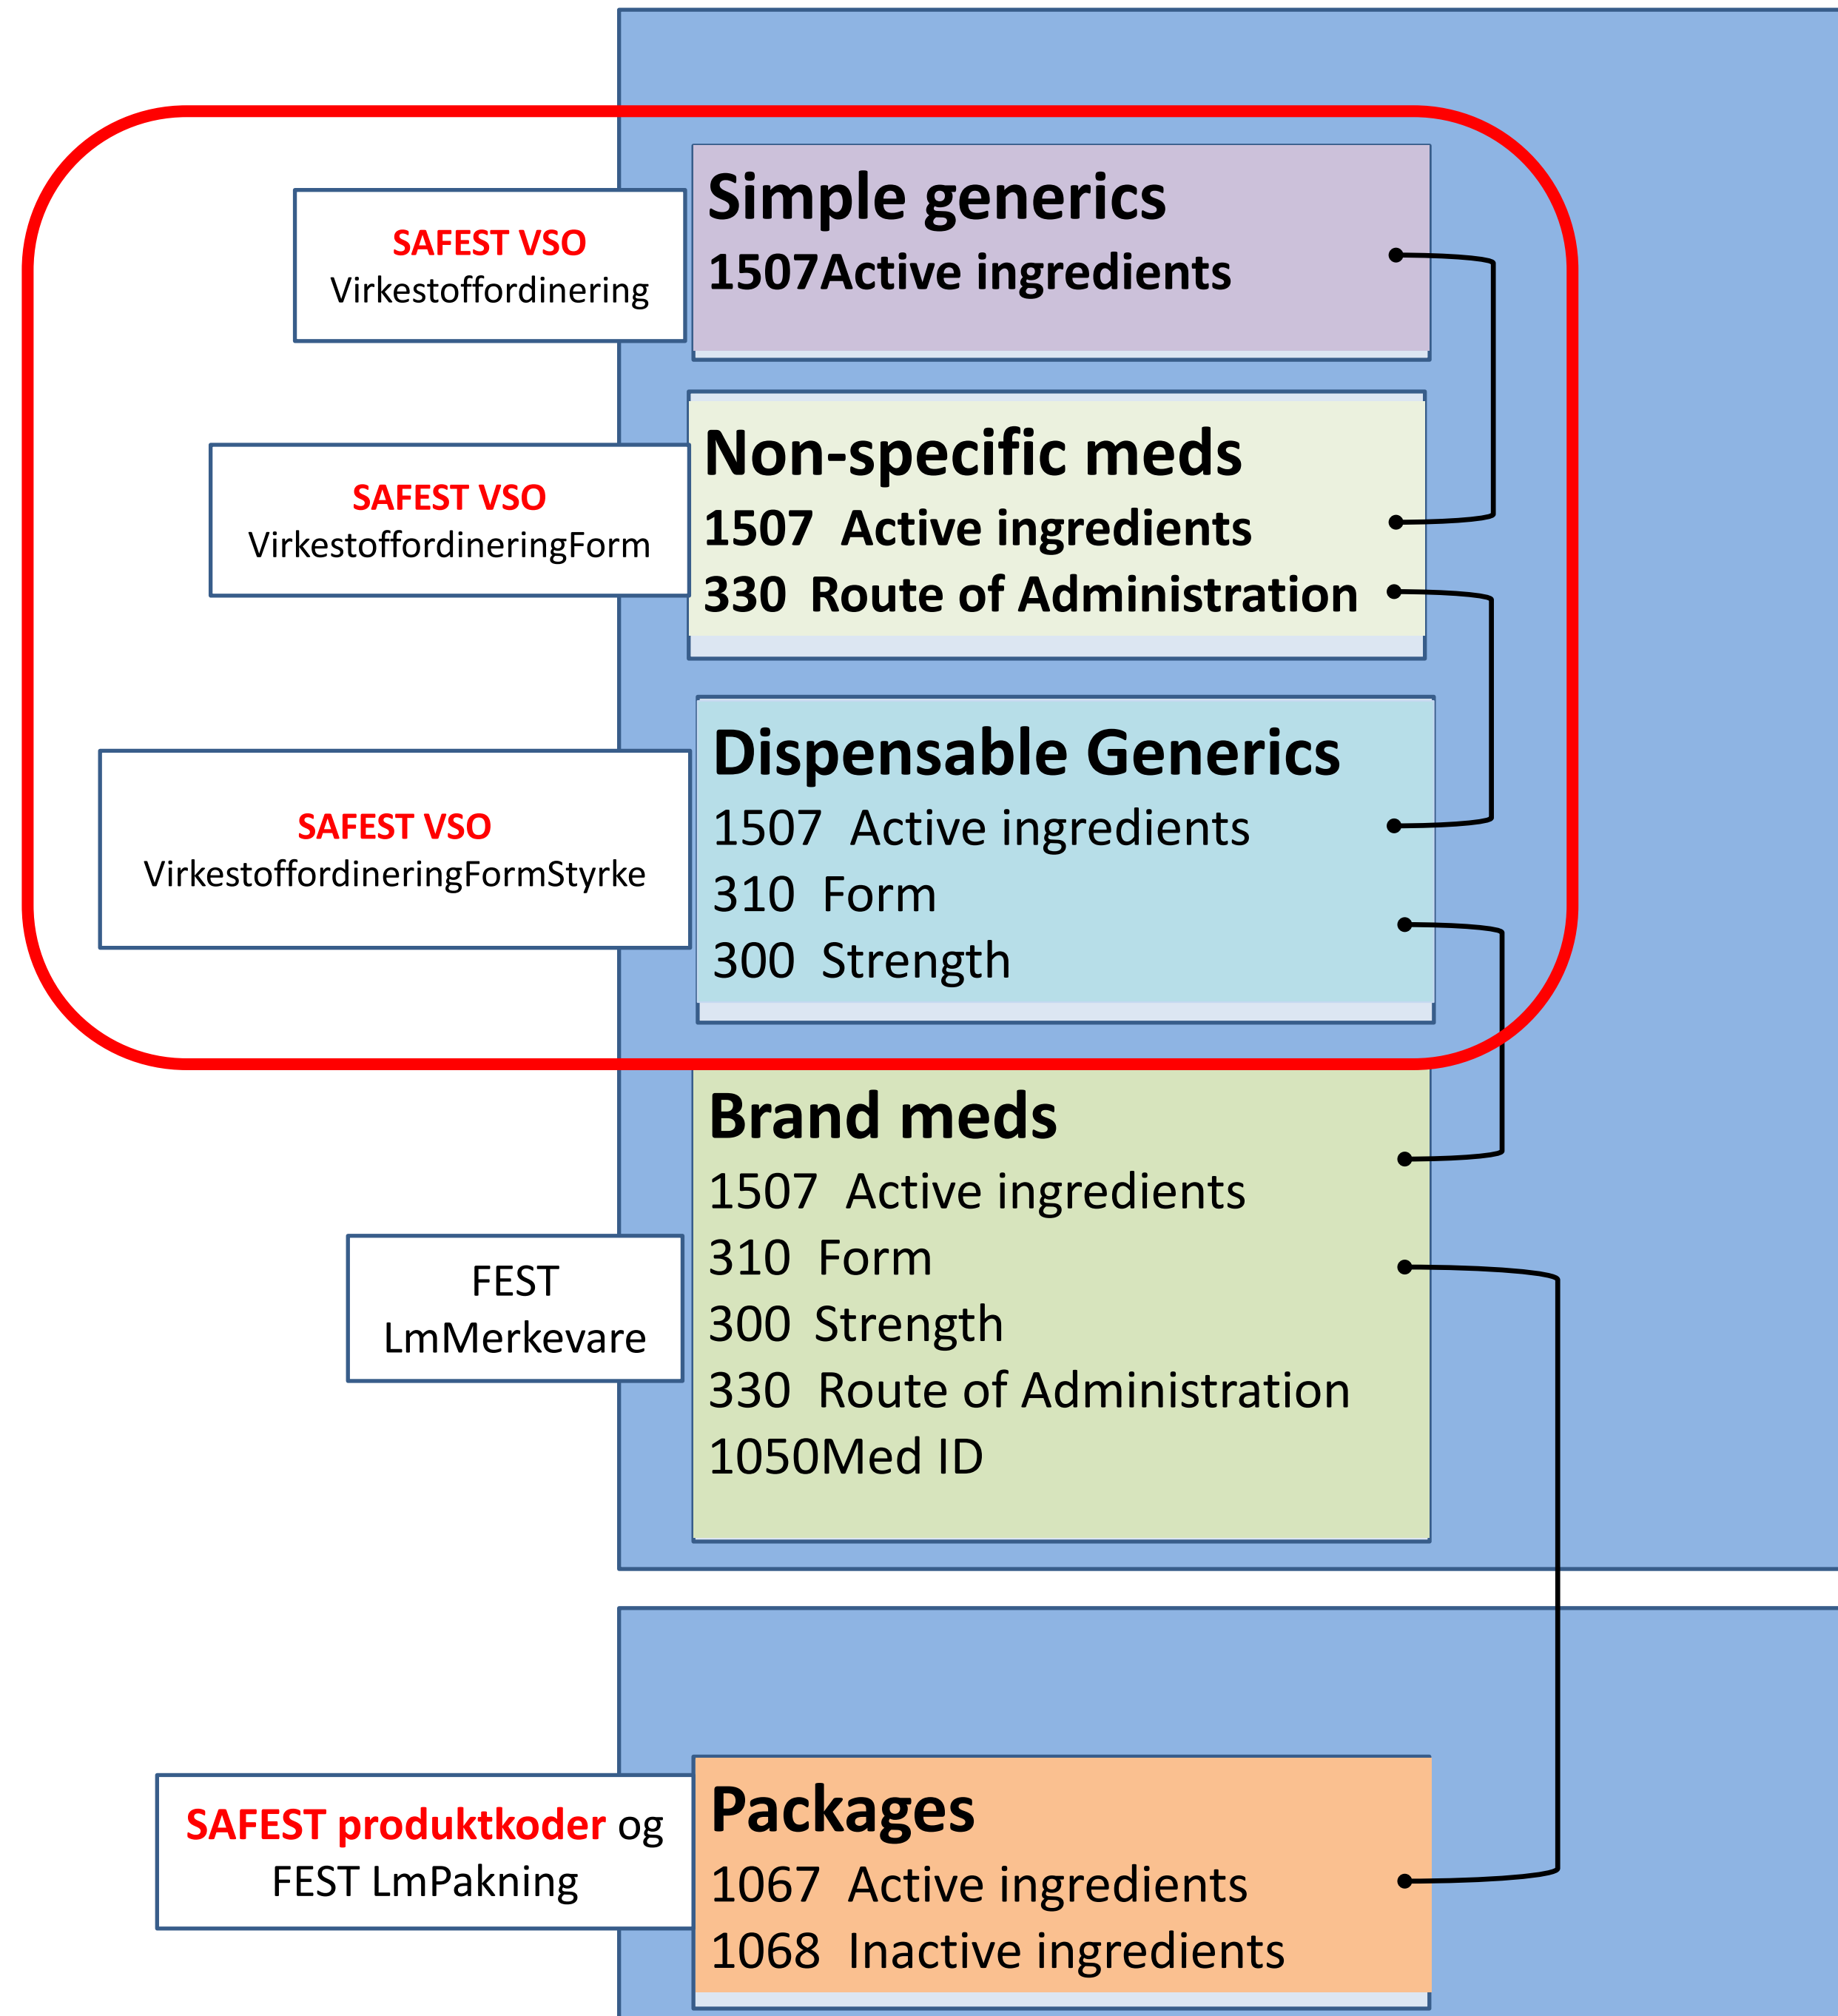 SAFEST VSO
Virkestoffordinering
Simple generics
1507Active ingredients
SAFEST VSO
VirkestoffordineringForm
Non-specific meds
1507 Active ingredients
330 Route of Administration
SAFEST VSO
VirkestoffordineringFormStyrke
Dispensable Generics
1507 Active ingredients
310 Form
300 Strength
FEST
LmMerkevare
Brand meds
1507 Active ingredients
310 Form
300 Strength
330 Route of Administration
1050Med ID
SAFEST produktkoder og
FEST LmPakning
Packages
1067 Active ingredients
1068 Inactive ingredients